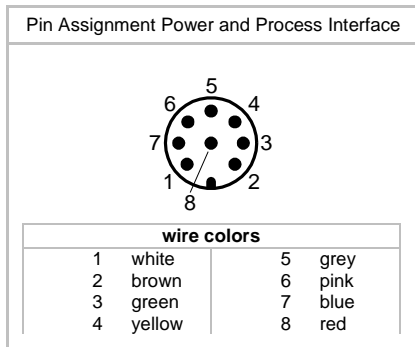 Pin Assignment Power and Process Interface
5
6 4
7 3
1 2
8
wire colors
1 white 5 grey
2 brown 6 pink
3 green 7 blue
4 yellow 8 red